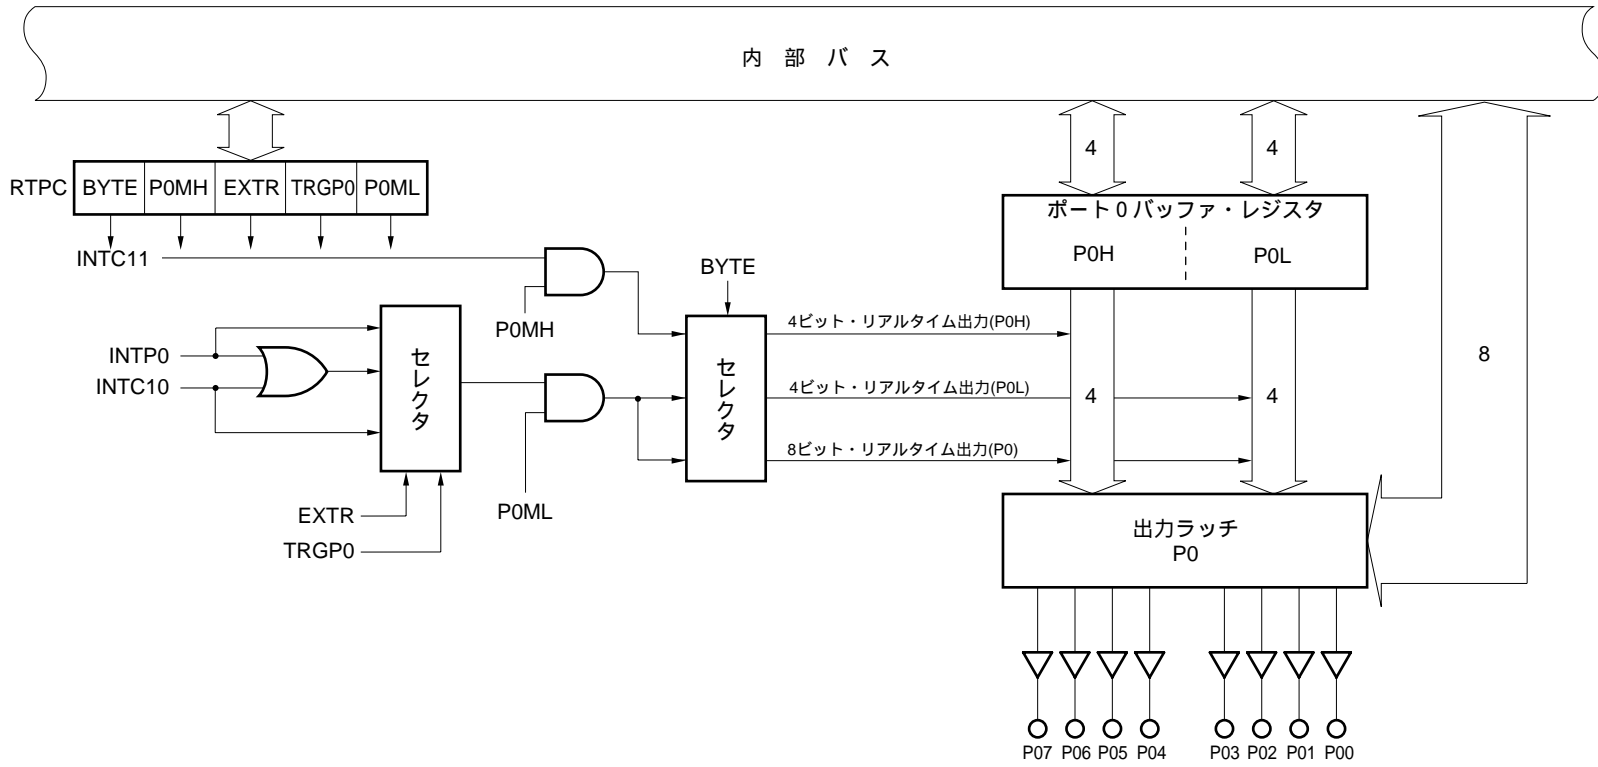 内部バス
4
4
RTPC
BYTE
P0MH
EXTR
TRGP0
P0ML
ポート0バッファ・レジスタ
P0H
P0L
INTC11
BYTE
P0MH
4ビット・リアルタイム出力(P0H)
INTP0
INTC10
セレクタ
セレクタ
4ビット・リアルタイム出力(P0L)
4
4
8
8ビット・リアルタイム出力(P0)
P0ML
EXTR
TRGP0
出力ラッチ
P0
P07
P06
P05
P04
P03
P02
P01
P00